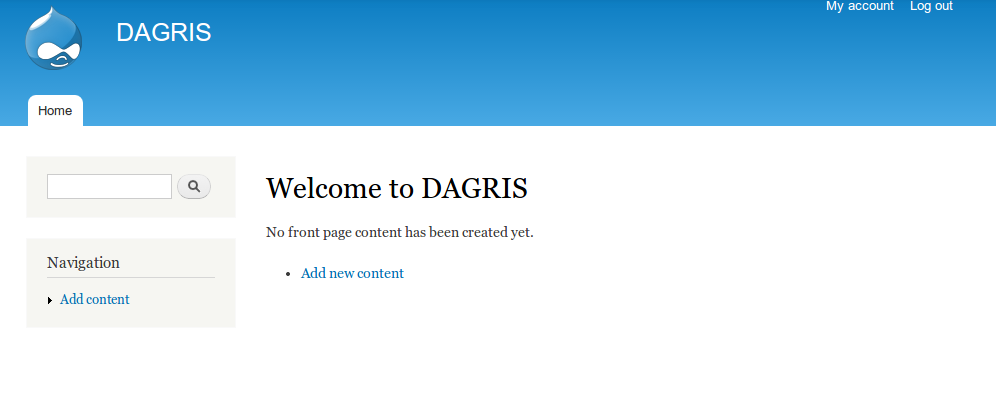 My account Log out
DAGRIS
Home
Welcome to DAGRIS
No front page content has been created yet.
Add new content
Navigation
Add content